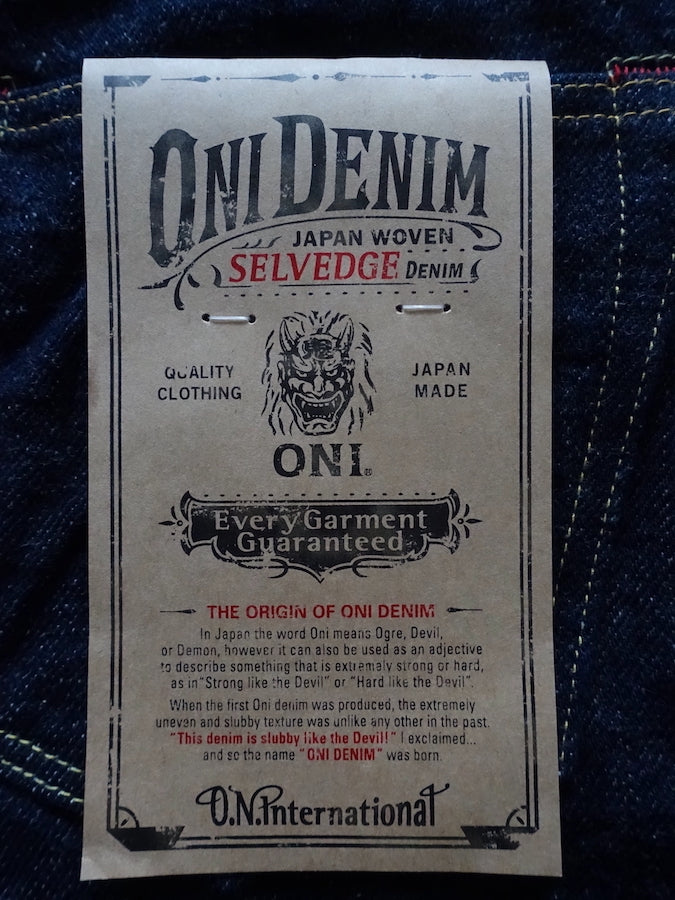 ONI DENIM
JAPAN WOVEN
SELVEDGE DENIM
QUALITY CLOTHING
JAPAN MADE
ONI®
Every Garment
Guaranteed
THE ORIGIN OF ONI DENIM
In Japan the word Oni means Ogre, Devil,
or Demon, however it can also be used as an adjective
to describe something that is extremaly strong or hard,
as in"Strong like the Devil" or "Hard like the Devil".
When the first Oni denim was produced, the extremely
uneven and slubby texture was unlike any other in the past.
"This denim is slubby like the Devil!" I exclaimed...
and so the name "ONI DENIM" was born.
O.N.International